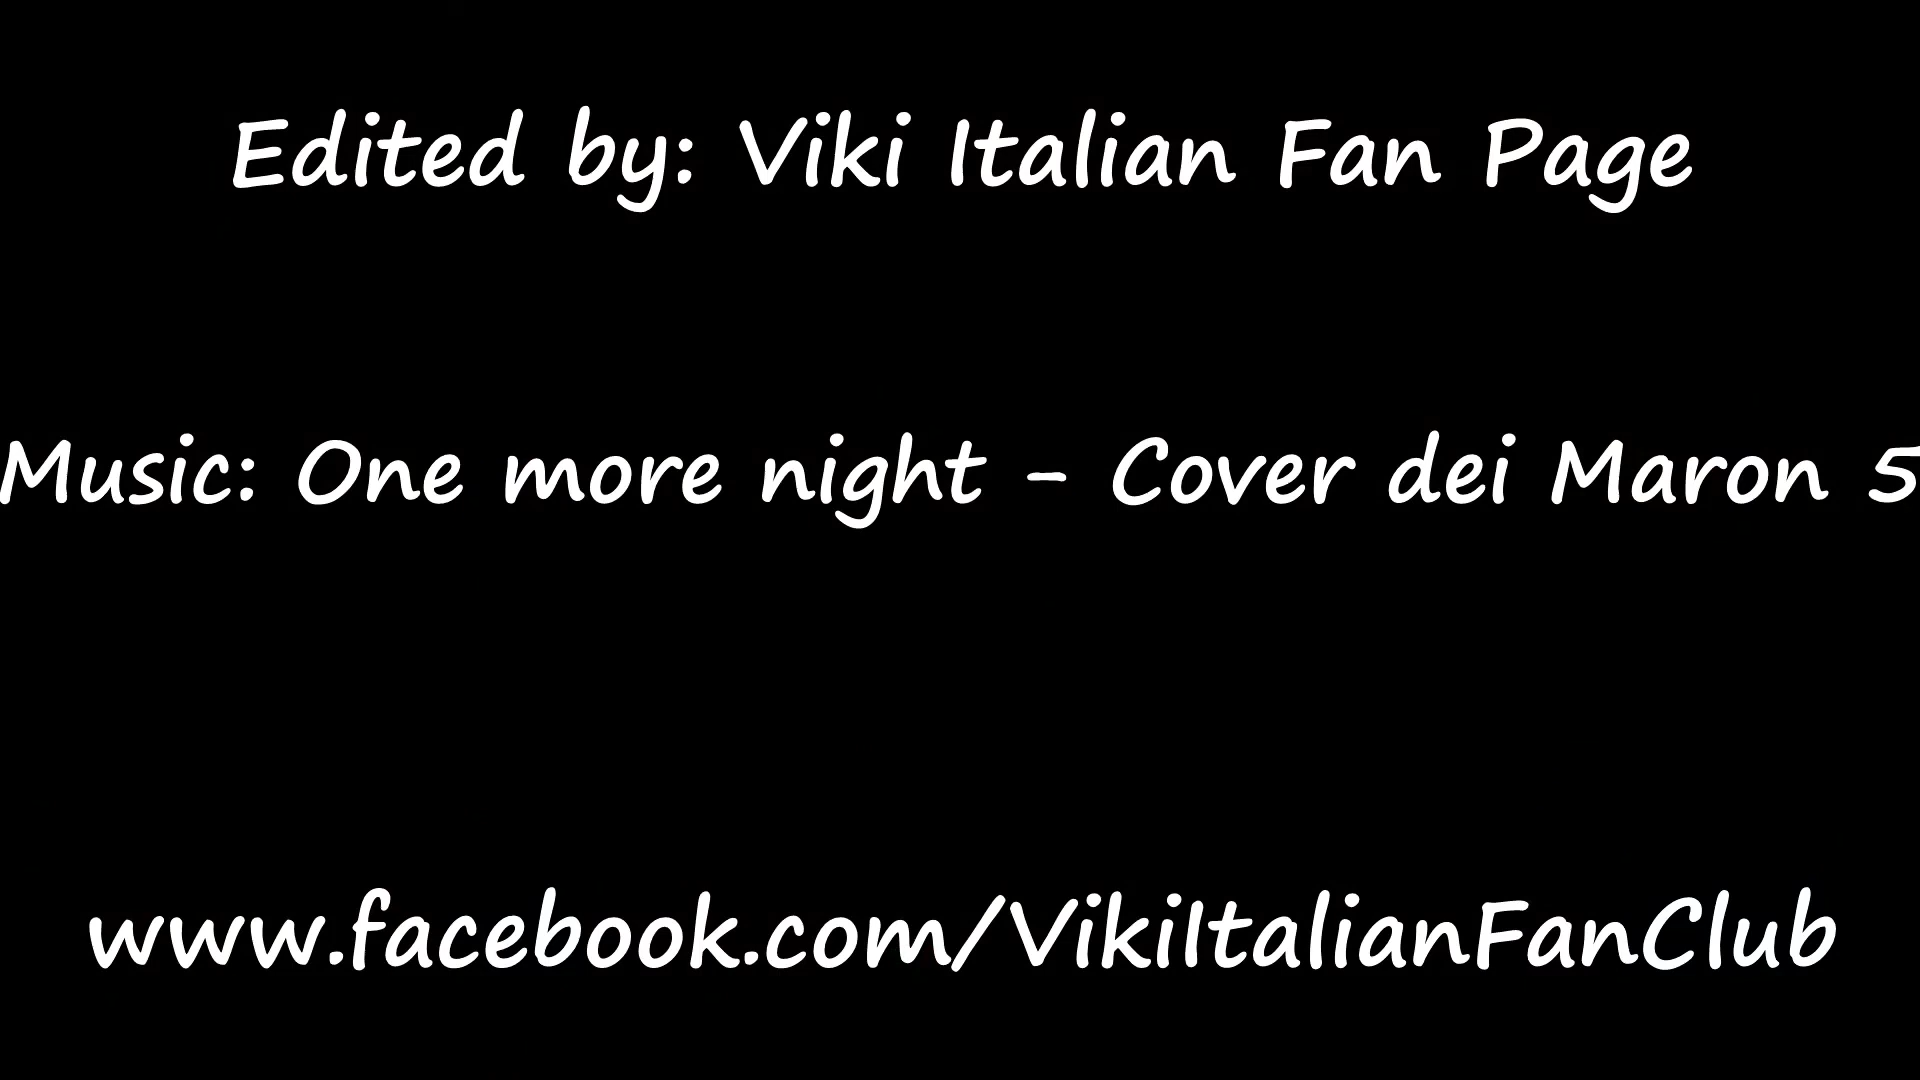 Edited by: Viki Italian Fan Page
Music: One more night - Cover dei Maron 5
www.facebook.com/VikiItalianFanClub